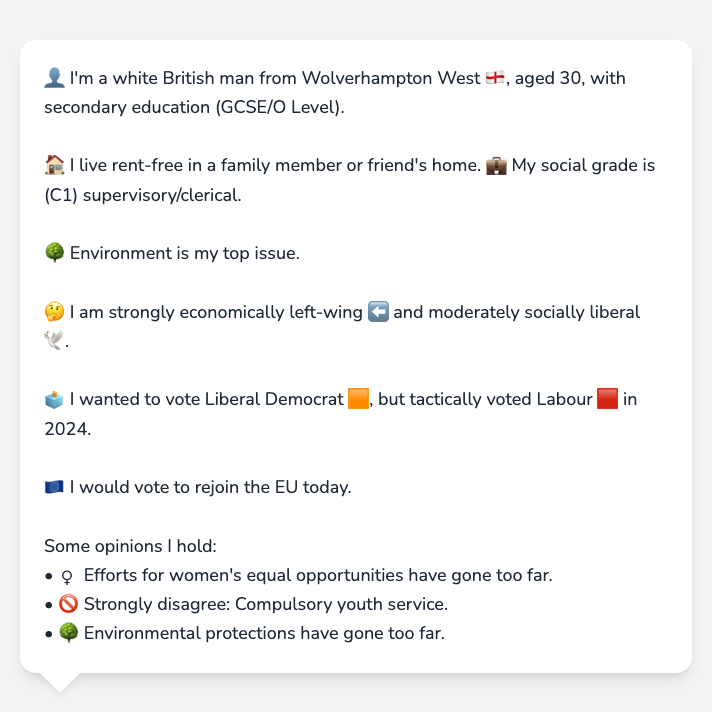 👤 I'm a white British man from Wolverhampton West 🏴󠁧󠁢󠁥󠁮󠁧󠁿, aged 30, with
secondary education (GCSE/O Level).
🏠 I live rent-free in a family member or friend's home. 💼 My social grade is
(C1) supervisory/clerical.
🌳 Environment is my top issue.
🤔 I am strongly economically left-wing ⬅️ and moderately socially liberal
🕊️.
🗳️ I wanted to vote Liberal Democrat 🟧, but tactically voted Labour 🟥 in
2024.
🇪🇺 I would vote to rejoin the EU today.
Some opinions I hold:
• ♀ Efforts for women's equal opportunities have gone too far.
• 🚫 Strongly disagree: Compulsory youth service.
• 🌳 Environmental protections have gone too far.